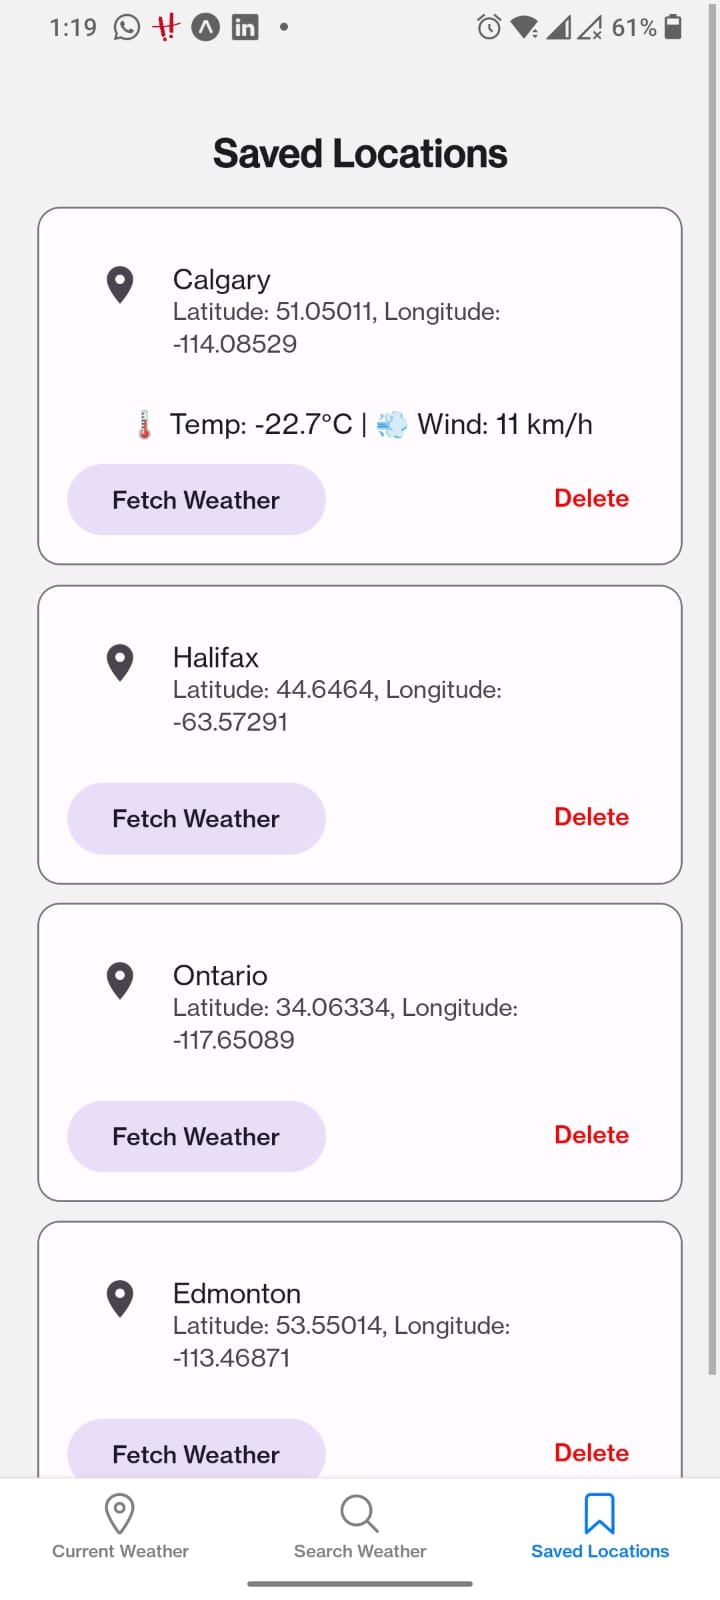 1:19
61%
Saved Locations
Calgary
Latitude: 51.05011, Longitude:
-114.08529
🌡️ Temp: -22.7°C | 💨 Wind: 11 km/h
Fetch Weather
Delete
Halifax
Latitude: 44.6464, Longitude:
-63.57291
Fetch Weather
Delete
Ontario
Latitude: 34.06334, Longitude:
-117.65089
Fetch Weather
Delete
Edmonton
Latitude: 53.55014, Longitude:
-113.46871
Fetch Weather
Delete
Current Weather
Search Weather
Saved Locations